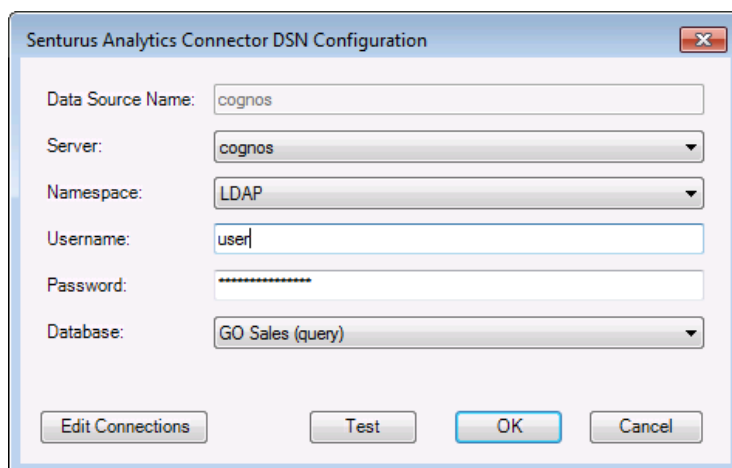 Senturus Analytics Connector DSN Configuration
Data Source Name: cognos
Server: cognos
Namespace: LDAP
Username: user
Password: ***************
Database: GO Sales (query)
Edit Connections Test OK Cancel